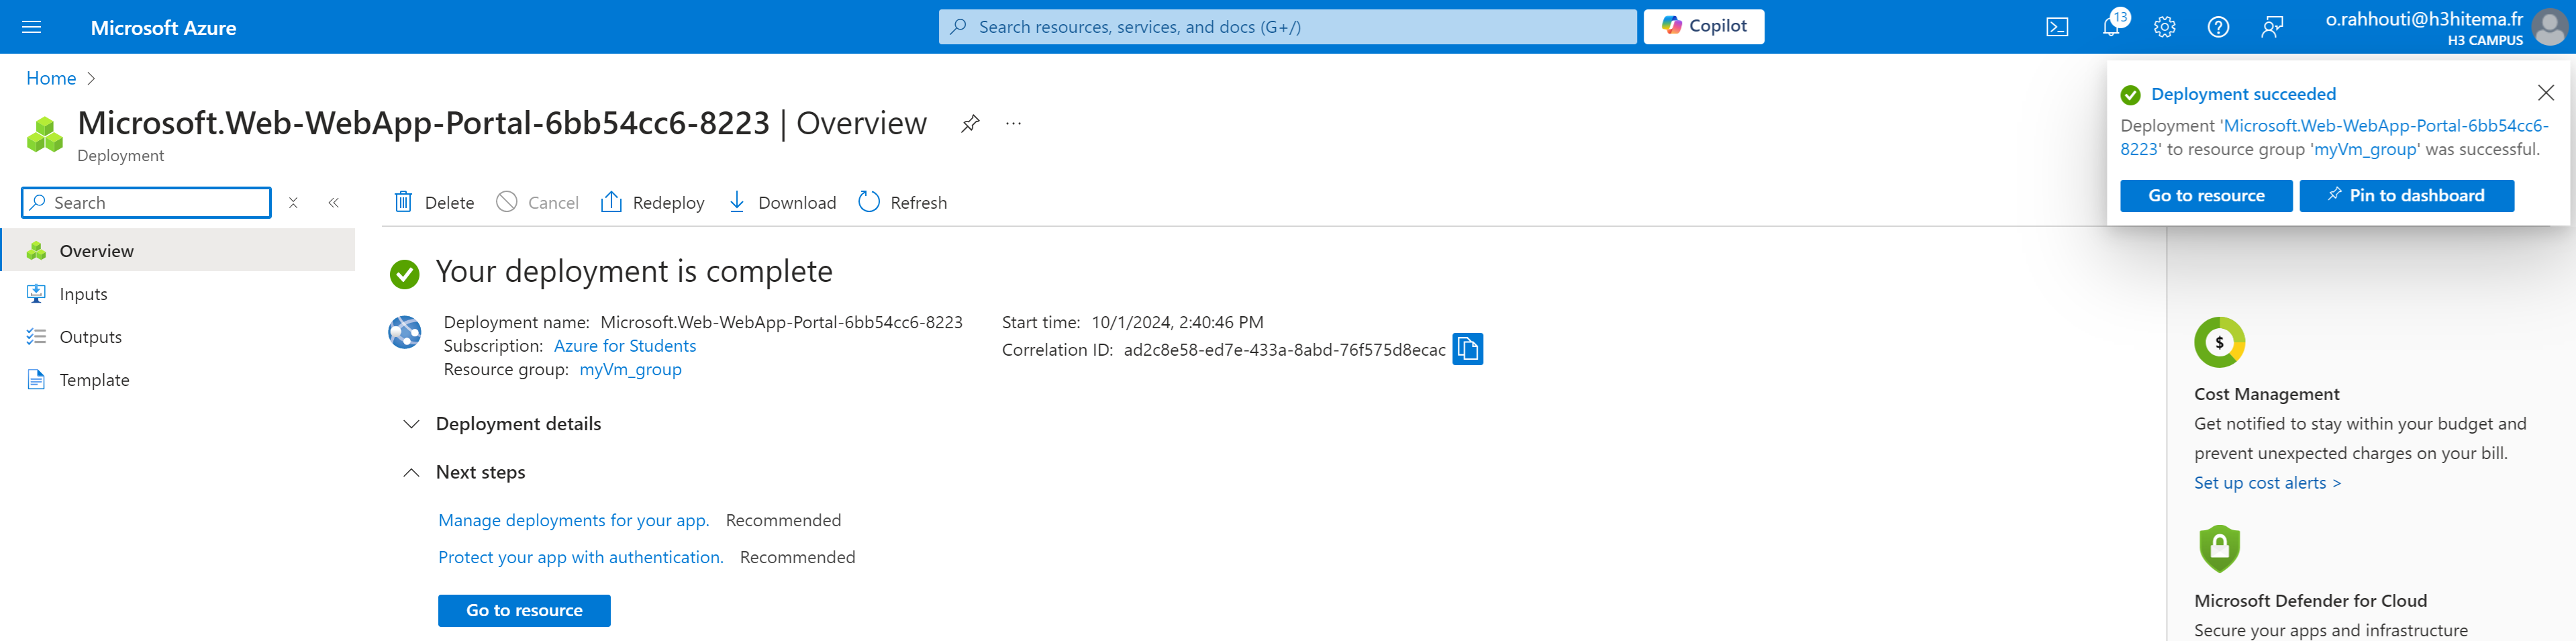 Microsoft Azure
Search resources, services, and docs (G+/)
Copilot
13
o.rahhouti@h3hitema.fr
H3 CAMPUS
Home
Microsoft.Web-WebApp-Portal-6bb54cc6-8223 | Overview
Deployment
Deployment succeeded
Deployment 'Microsoft.Web-WebApp-Portal-6bb54cc6-
8223' to resource group 'myVm_group' was successful.
Go to resource
Pin to dashboard
Search
Delete
Cancel
Redeploy
Download
Refresh
Overview
Inputs
Outputs
Template
Your deployment is complete
Deployment name: Microsoft.Web-WebApp-Portal-6bb54cc6-8223
Subscription: Azure for Students
Resource group: myVm_group
Start time: 10/1/2024, 2:40:46 PM
Correlation ID: ad2c8e58-ed7e-433a-8abd-76f575d8ecac
Deployment details
Next steps
Manage deployments for your app. Recommended
Protect your app with authentication. Recommended
Go to resource
$
Cost Management
Get notified to stay within your budget and
prevent unexpected charges on your bill.
Set up cost alerts >
Microsoft Defender for Cloud
Secure your apps and infrastructure